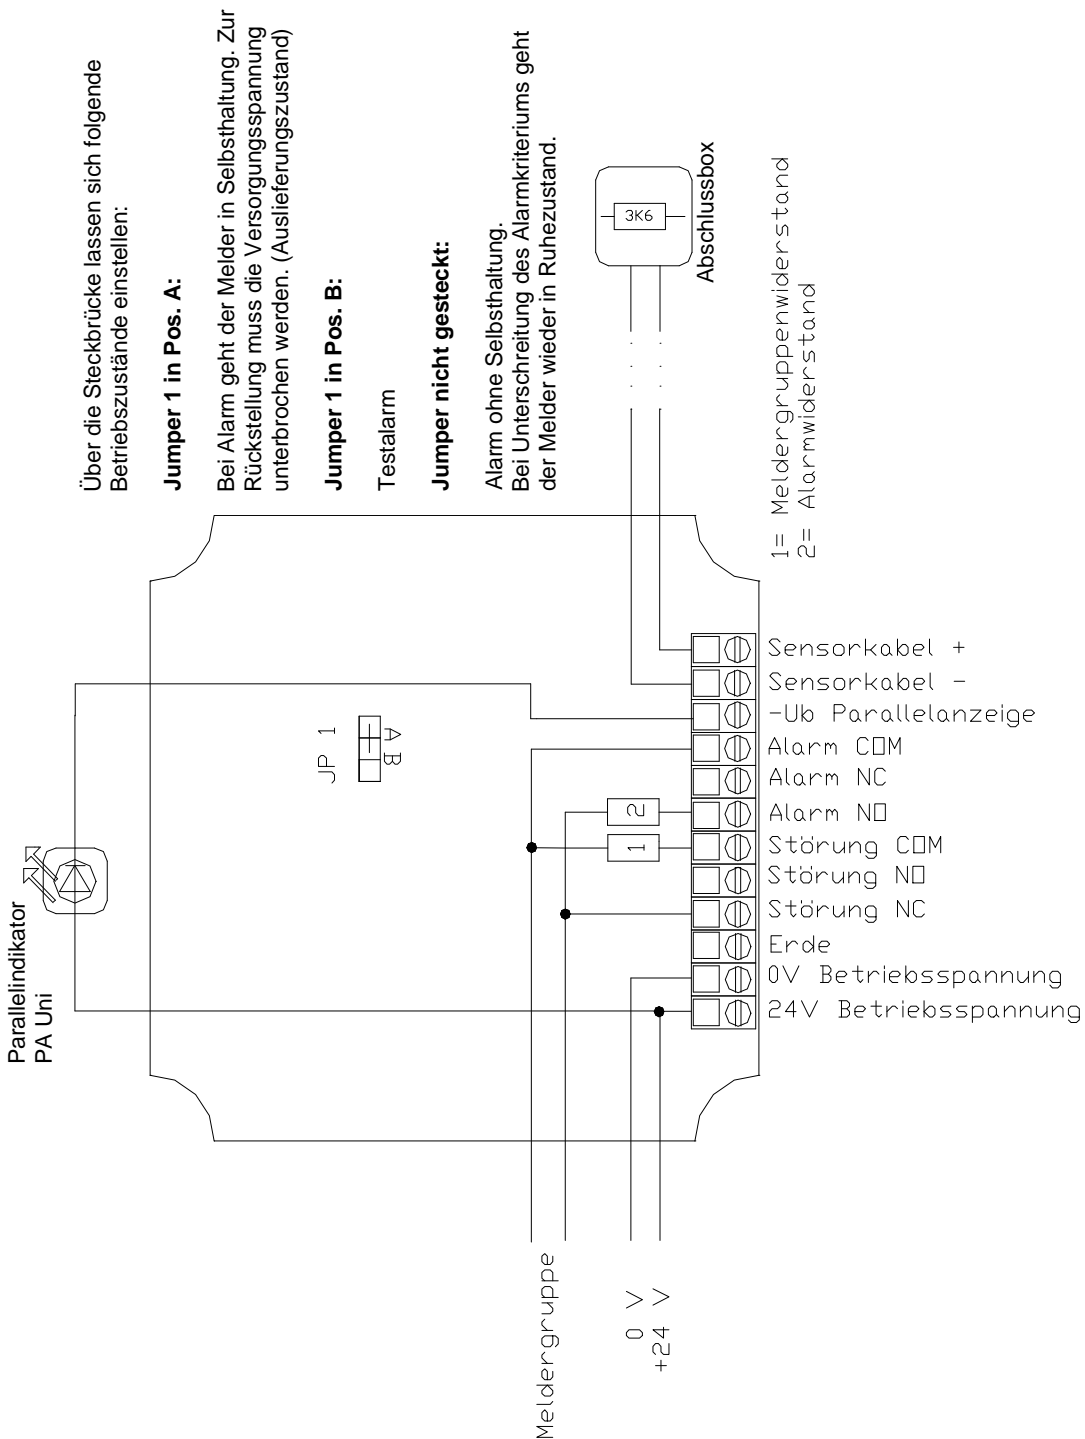 Parallelindikator
PA Uni
Über die Steckbrücke lassen sich folgende
Betriebszustände einstellen:
Jumper 1 in Pos. A:
Bei Alarm geht der Melder in Selbsthaltung. Zur
Rückstellung muss die Versorgungsspannung
unterbrochen werden. (Auslieferungszustand)
Jumper 1 in Pos. B:
Testalarm
Jumper nicht gesteckt:
Alarm ohne Selbsthaltung.
Bei Unterschreitung des Alarmkriteriums geht
der Melder wieder in Ruhezustand.
JP 1
A
B
Meldergruppe
0 V
+24 V
1
2
3K6
Abschlussbox
1= Meldergruppenwiderstand
2= Alarmwiderstand
Sensorkabel +
Sensorkabel -
-Ub Parallelanzeige
Alarm COM
Alarm NC
Alarm NO
Störung COM
Störung NO
Störung NC
Erde
0V Betriebsspannung
24V Betriebsspannung